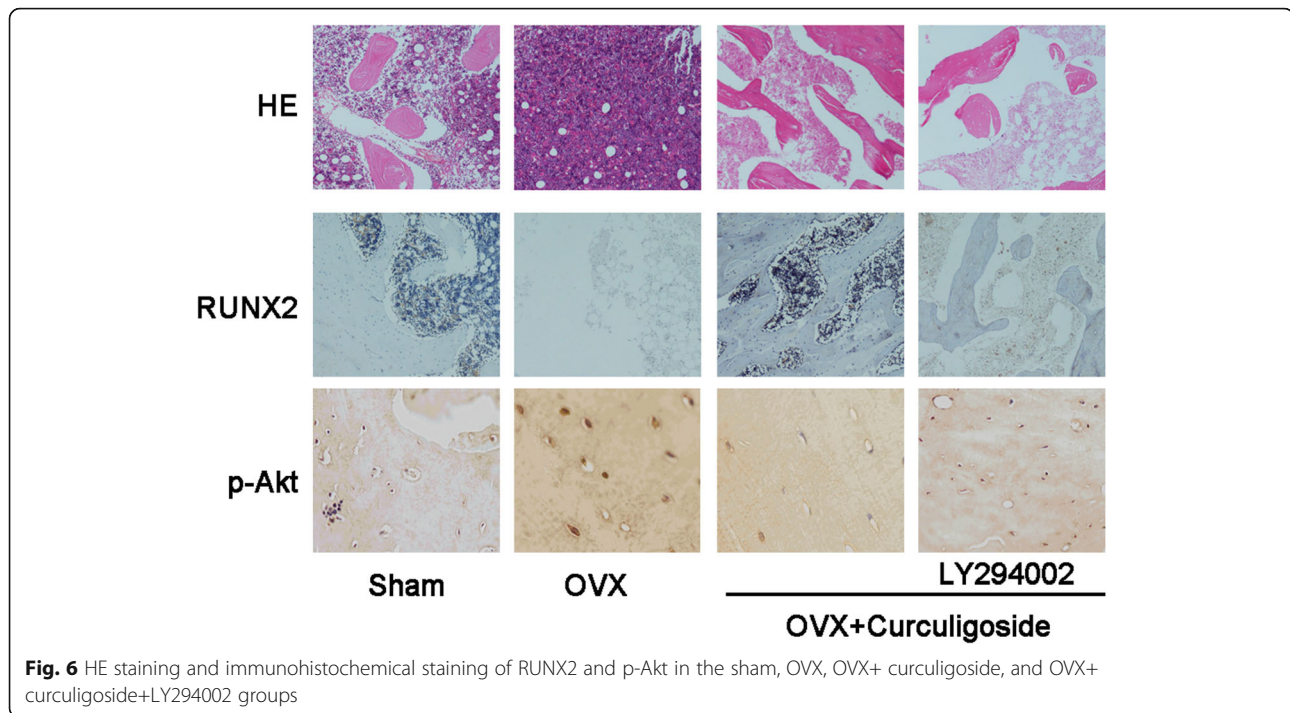 HE
RUNX2
p-Akt
Sham
OVX
LY294002
OVX+Curculigoside
Fig. 6 HE staining and immunohistochemical staining of RUNX2 and p-Akt in the sham, OVX, OVX+ curculigoside, and OVX+
curculigoside+LY294002 groups